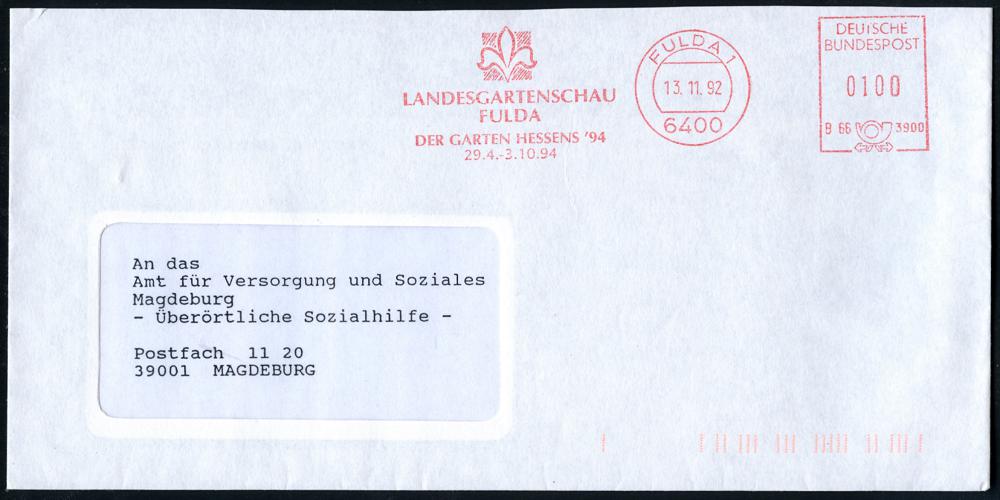 LANDESGARTENSCHAU
FULDA
DER GARTEN HESSENS '94
29.4.-3.10.94
FULDA 1
13. 11. 92
6400
DEUTSCHE
BUNDESPOST
0100
B 66 3900
An das
Amt für Versorgung und Soziales
Magdeburg
- Überörtliche Sozialhilfe -
Postfach 11 20
39001 MAGDEBURG